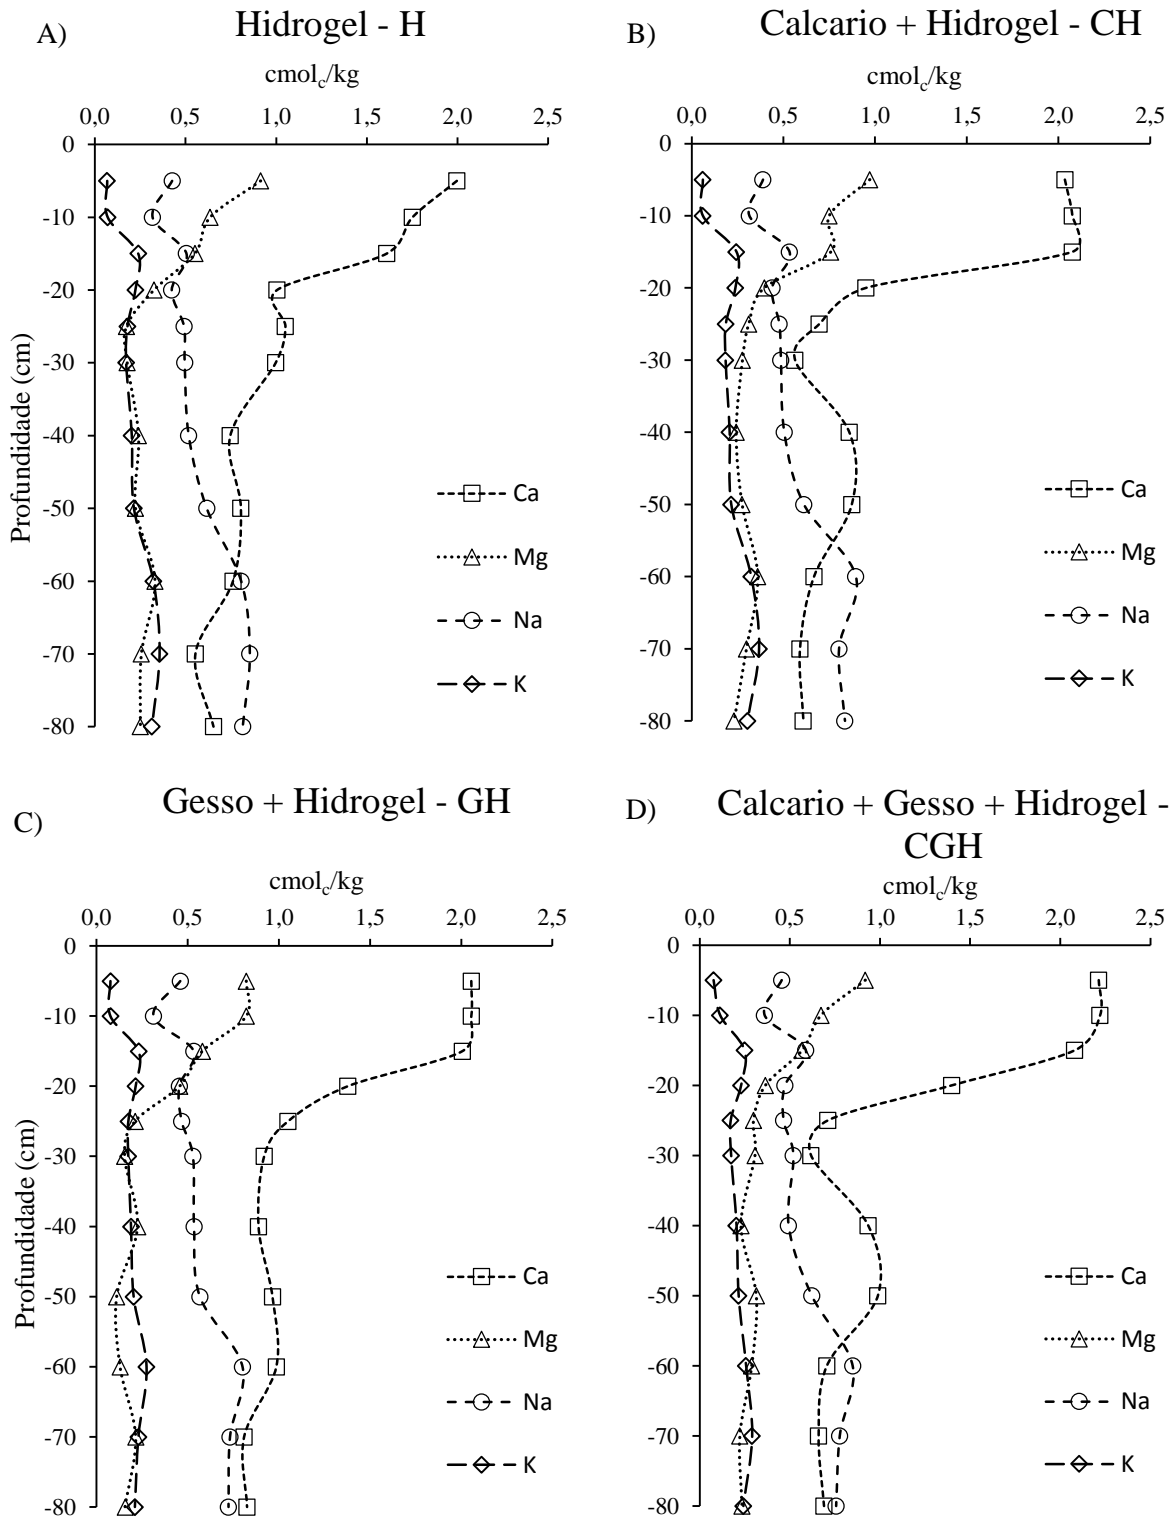 A)
Hidrogel - H
cmolc/kg
0,0 0,5 1,0 1,5 2,0 2,5
0
-10
-20
-30
-40
-50
-60
-70
-80
Profundidade (cm)
Ca
Mg
Na
K
B)
Calcario + Hidrogel - CH
cmolc/kg
0,0 0,5 1,0 1,5 2,0 2,5
0
-10
-20
-30
-40
-50
-60
-70
-80
Ca
Mg
Na
K
C)
Gesso + Hidrogel - GH
cmolc/kg
0,0 0,5 1,0 1,5 2,0 2,5
0
-10
-20
-30
-40
-50
-60
-70
-80
Profundidade (cm)
Ca
Mg
Na
K
D)
Calcario + Gesso + Hidrogel -
CGH
cmolc/kg
0,0 0,5 1,0 1,5 2,0 2,5
0
-10
-20
-30
-40
-50
-60
-70
-80
Ca
Mg
Na
K